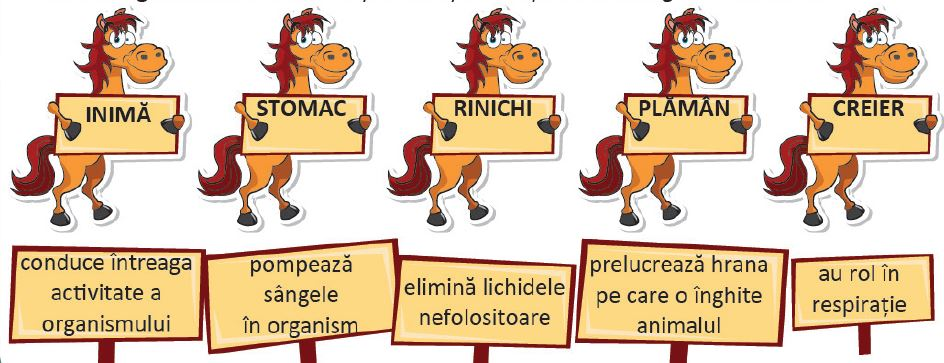 INIMĂ
STOMAC
RINICHI
PLĂMÂN
CREIER
conduce întreaga
activitate a
organismului
pompează
sângele
în organism
elimină lichidele
nefolositoare
prelucrează hrana
pe care o înghite
animalul
au rol în
respirație